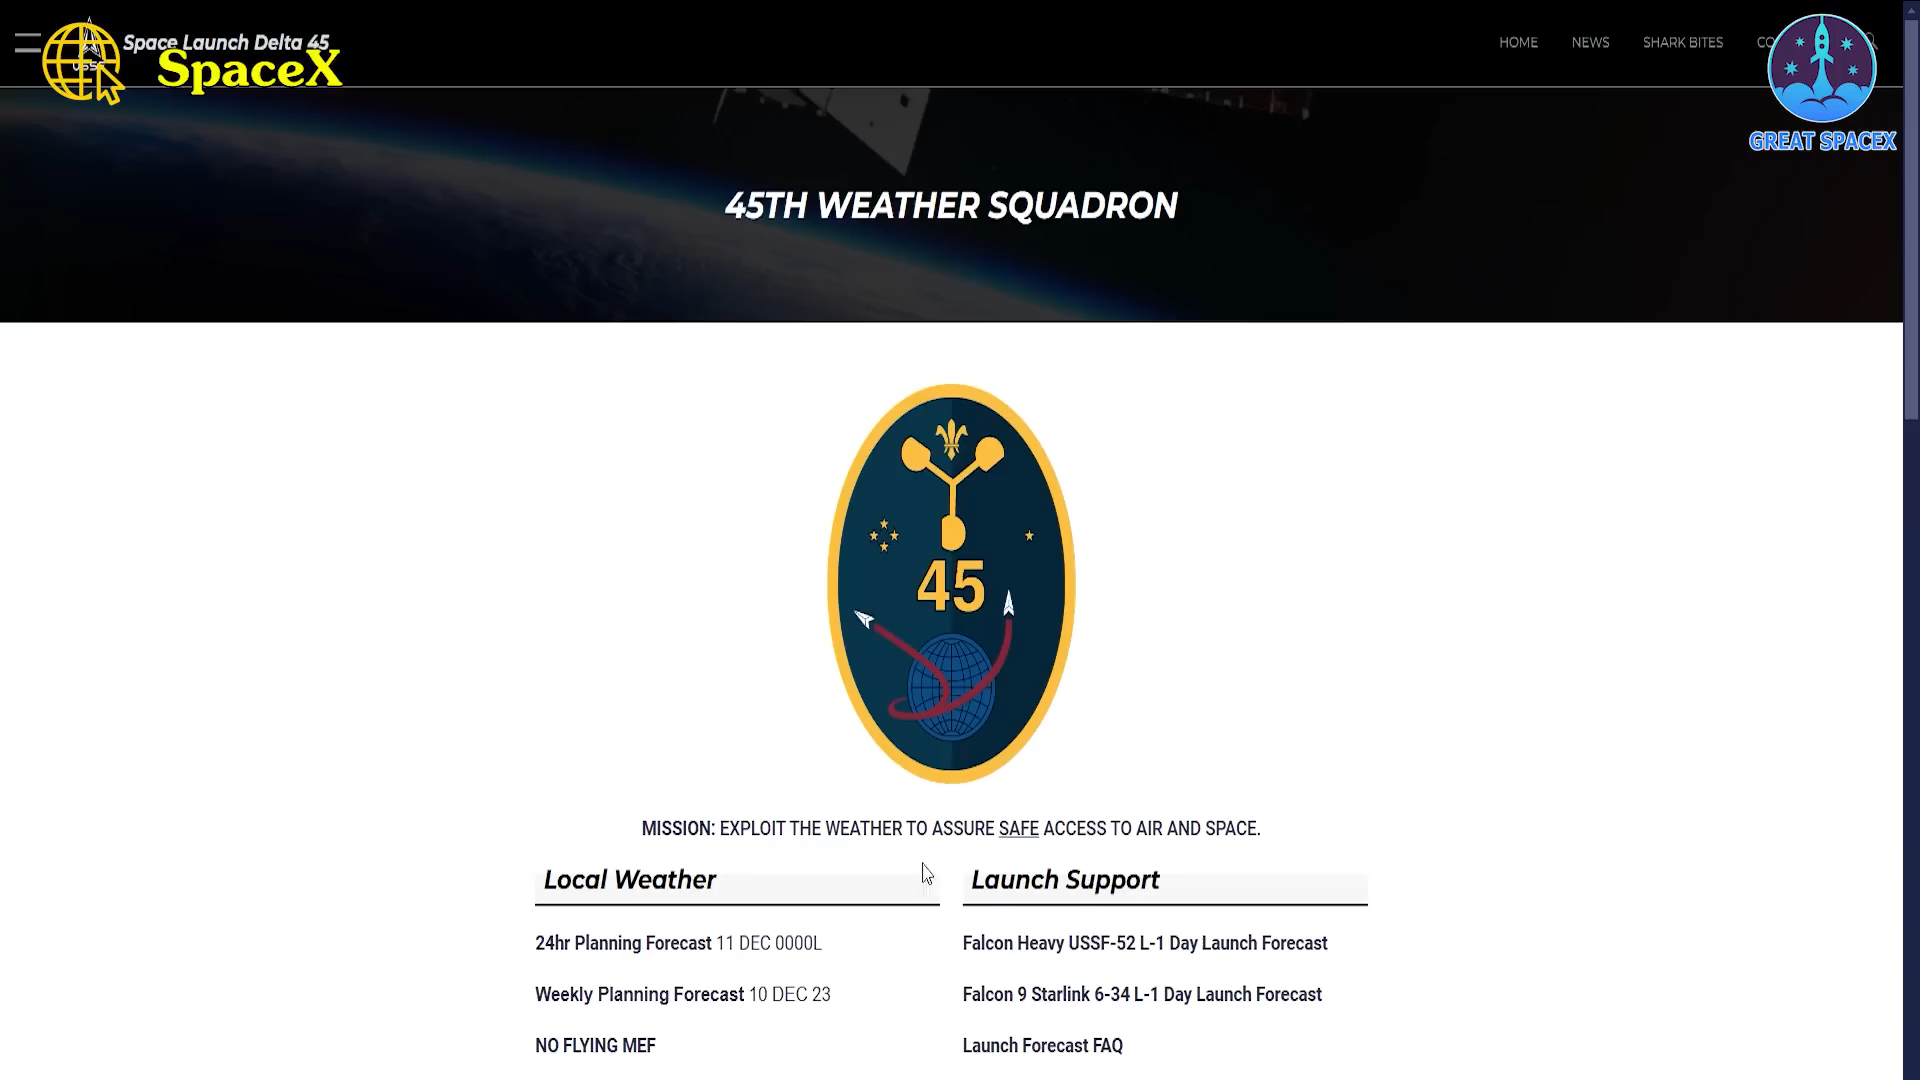 Space Launch Delta 45
SpaceX
HOME
NEWS
SHARK BITES
GREAT SPACEX
45TH WEATHER SQUADRON
45
MISSION: EXPLOIT THE WEATHER TO ASSURE SAFE ACCESS TO AIR AND SPACE.
Local Weather
24hr Planning Forecast 11 DEC 0000L
Weekly Planning Forecast 10 DEC 23
NO FLYING MEF
Launch Support
Falcon Heavy USSF-52 L-1 Day Launch Forecast
Falcon 9 Starlink 6-34 L-1 Day Launch Forecast
Launch Forecast FAQ